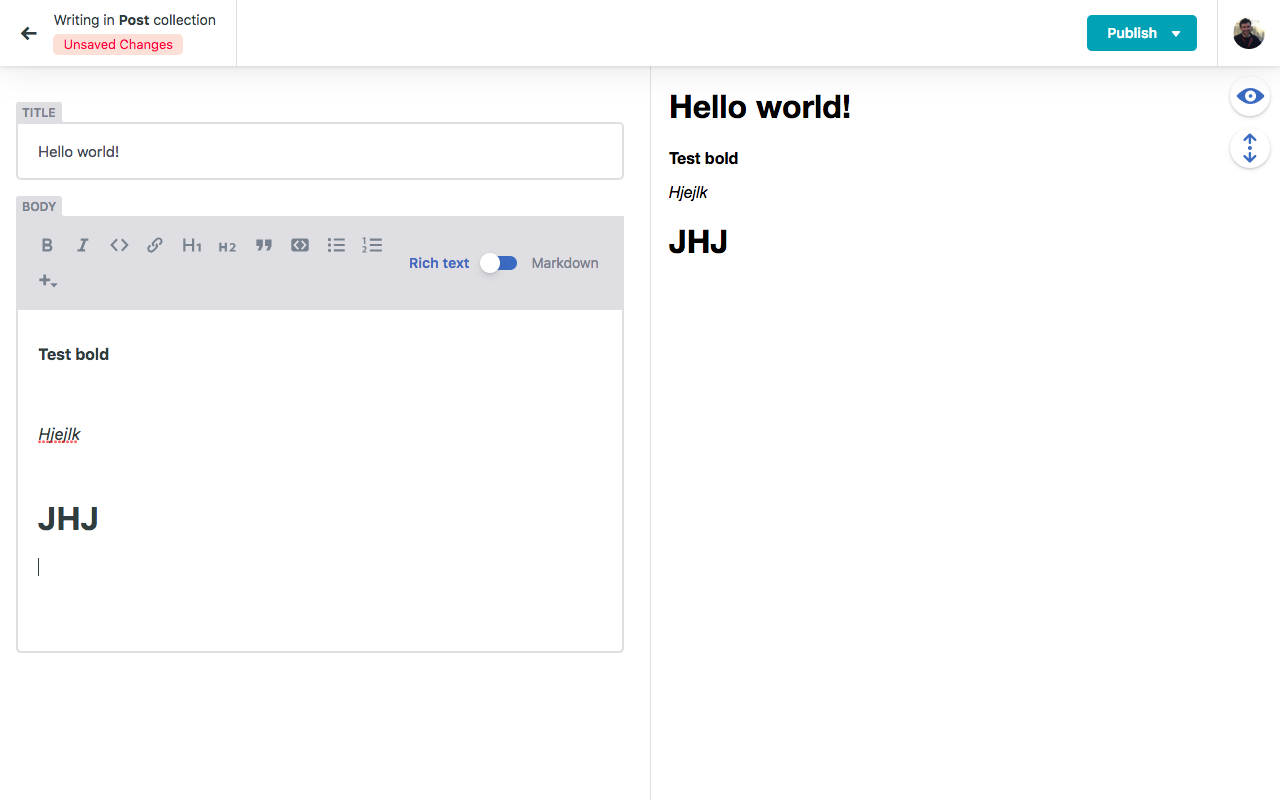 Writing in Post collection
Unsaved Changes
Publish
TITLE
Hello world!
BODY
B I H1 H2
Rich text Markdown
Test bold
Hjejlk
JHJ
Hello world!
Test bold
Hjejlk
JHJ